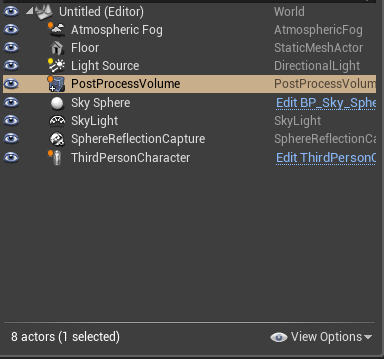 Untitled (Editor) World
Atmospheric Fog AtmosphericFog
Floor StaticMeshActor
Light Source DirectionalLight
PostProcessVolume PostProcessVolum
Sky Sphere Edit BP_Sky_Sphe
SkyLight SkyLight
SphereReflectionCapture SphereReflectionC
ThirdPersonCharacter Edit ThirdPersonC
8 actors (1 selected) View Options